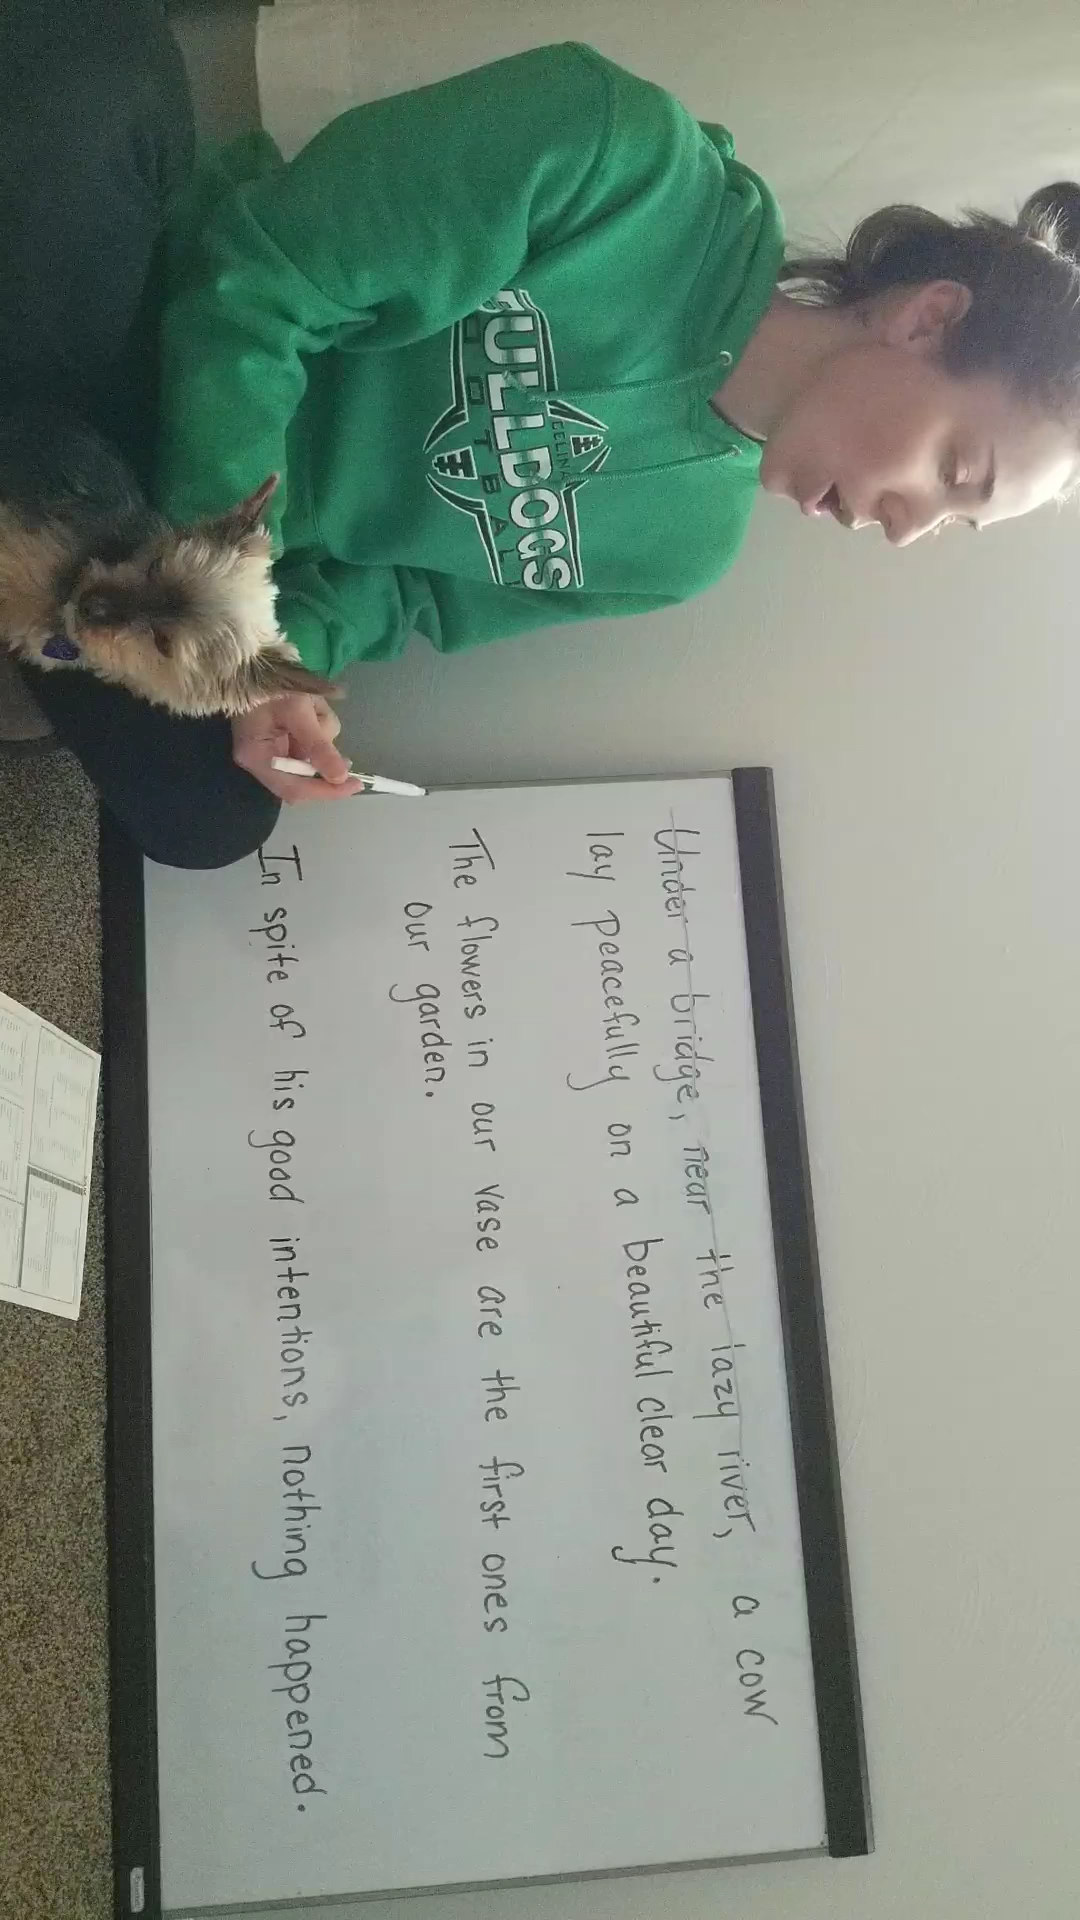 CELINA
BULLDOGS
Under a bridge, near the lazy river, a cow
lay peacefully on a beautiful clear day.
The flowers in our vase are the first ones from
our garden.
In spite of his good intentions, nothing happened.